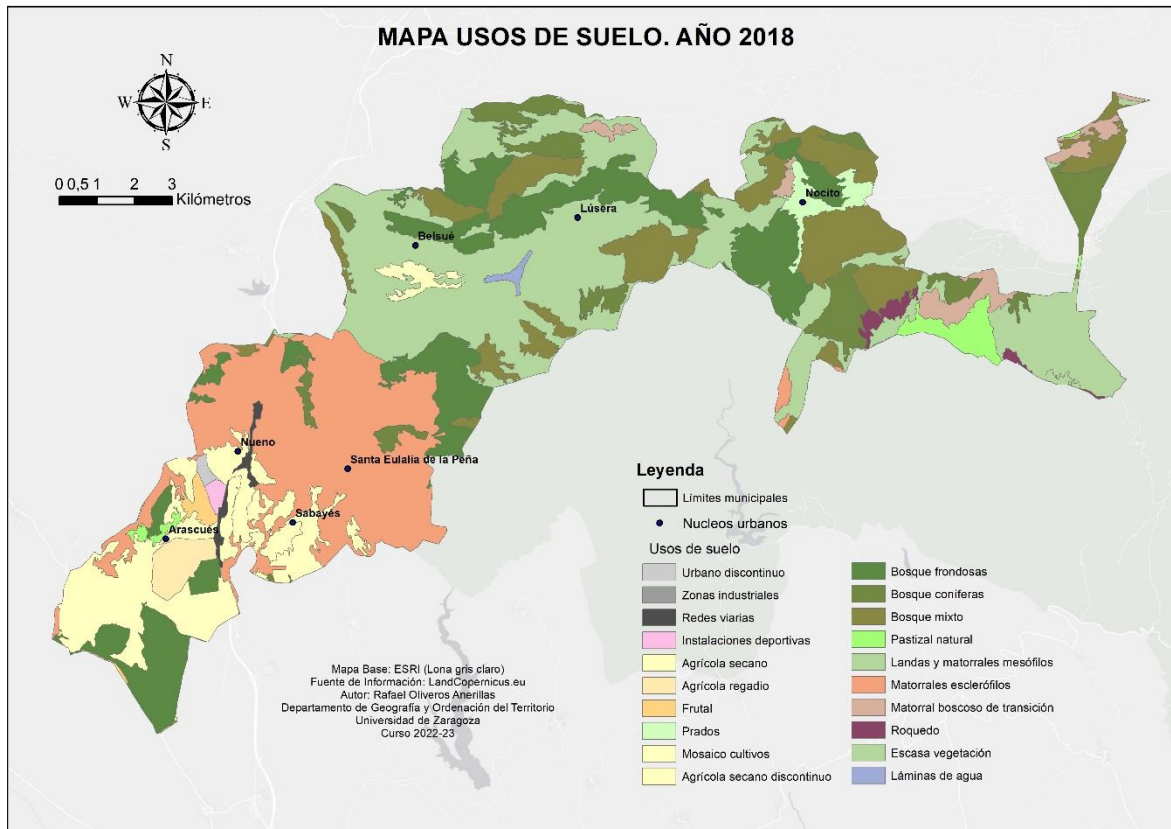 MAPA USOS DE SUELO. AÑO 2018
N
W E
S
0 0,5 1 2 3
Kilómetros
Lúsera
Nocito
Belsué
Nueno
Santa Eulalia de la Peña
Sabayés
Arascués
Leyenda
Límites municipales
Nucleos urbanos
Usos de suelo
Urbano discontinuo
Zonas industriales
Redes viarias
Instalaciones deportivas
Agrícola secano
Agrícola regadio
Frutal
Prados
Mosaico cultivos
Agrícola secano discontinuo
Bosque frondosas
Bosque coníferas
Bosque mixto
Pastizal natural
Landas y matorrales mesófilos
Matorrales esclerófilos
Matorral boscoso de transición
Roquedo
Escasa vegetación
Láminas de agua
Mapa Base: ESRI (Lona gris claro)
Fuente de Información: LandCopernicus.eu
Autor: Rafael Oliveros Anerillas
Departamento de Geografía y Ordenación del Territorio
Universidad de Zaragoza
Curso 2022-23